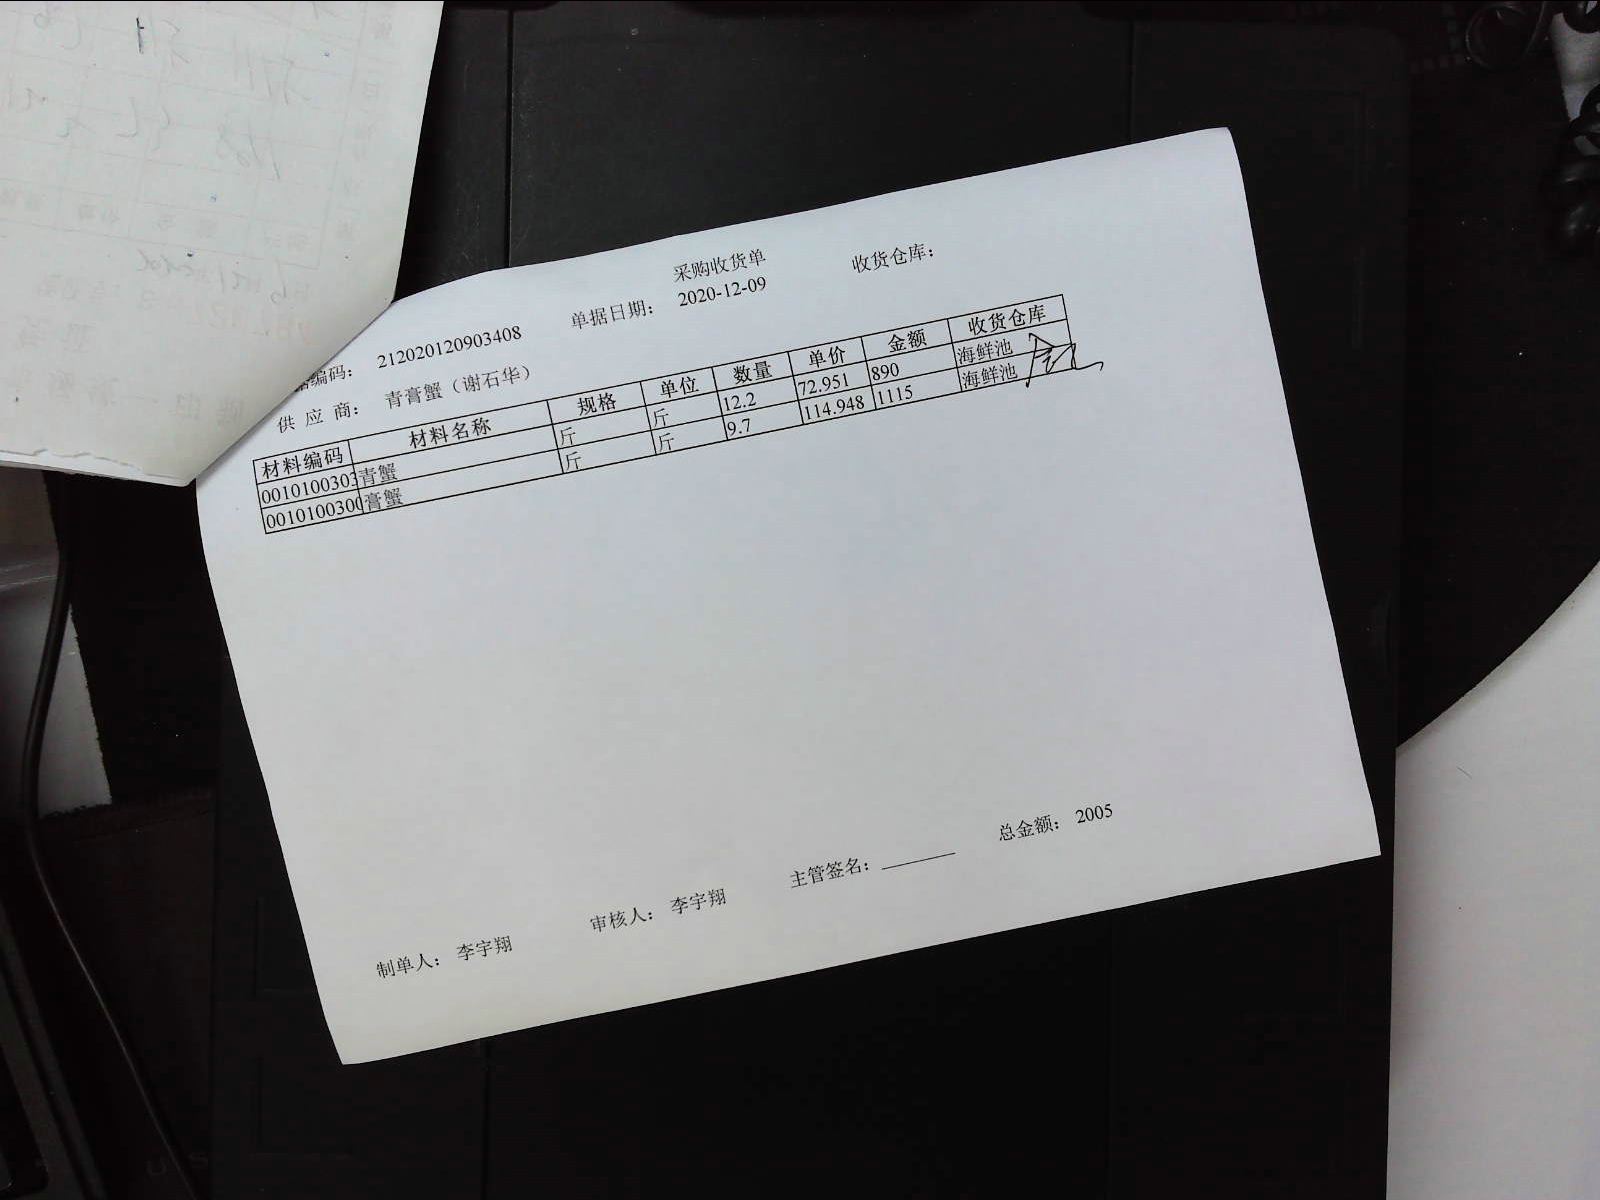 采购收货单
单据日期: 2020-12-09 收货仓库:
编码: 212020120903408
供 应 商: 青膏蟹（谢石华）
材料编码 材料名称 规格 单位 数量 单价 金额 收货仓库
0010100303 青蟹 斤 斤 12.2 72.951 890 海鲜池
001010030 膏蟹 斤 斤 9.7 114.948 1115 海鲜池
制单人: 李宇翔 审核人: 李宇翔 主管签名: 总金额: 2005